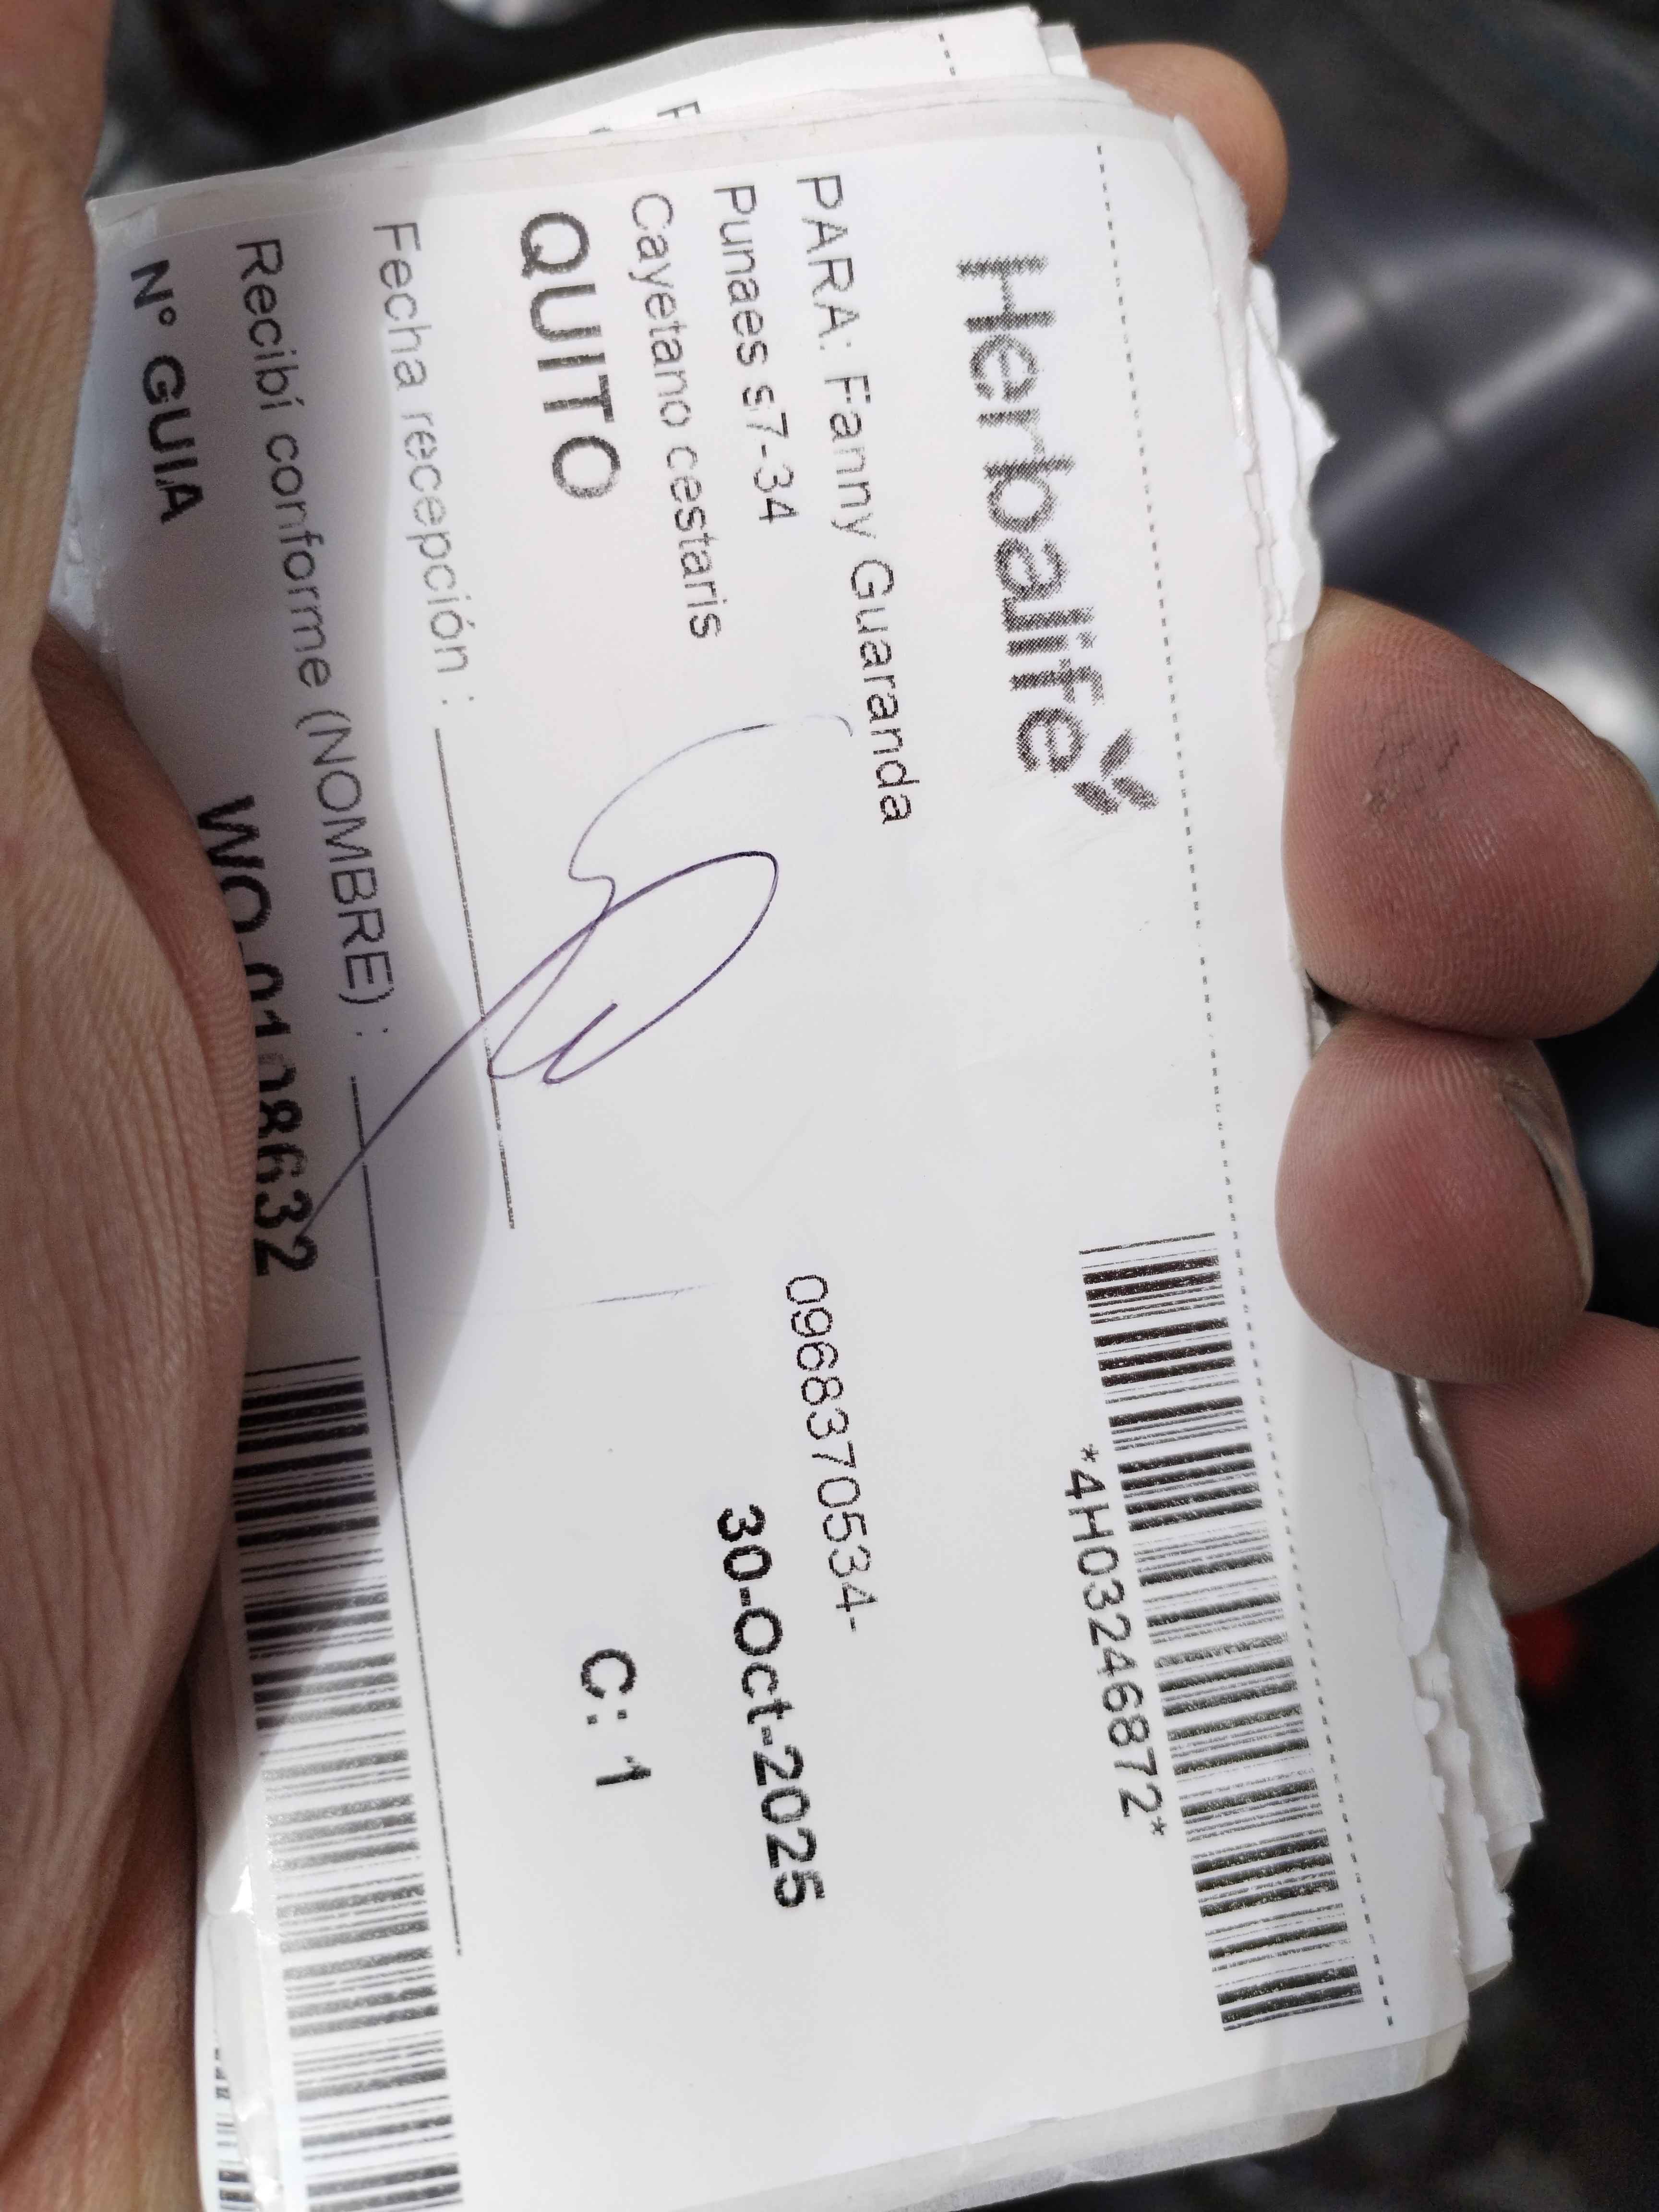 Herbalife
*4H03246872*
PARA: Fanny Guaranda
0968370534-
Punaes s7-34
30-Oct-2025
Cayetano cestaris
QUITO
C: 1
Fecha recepción :
Recibí conforme (NOMBRE) :
N° GUIA